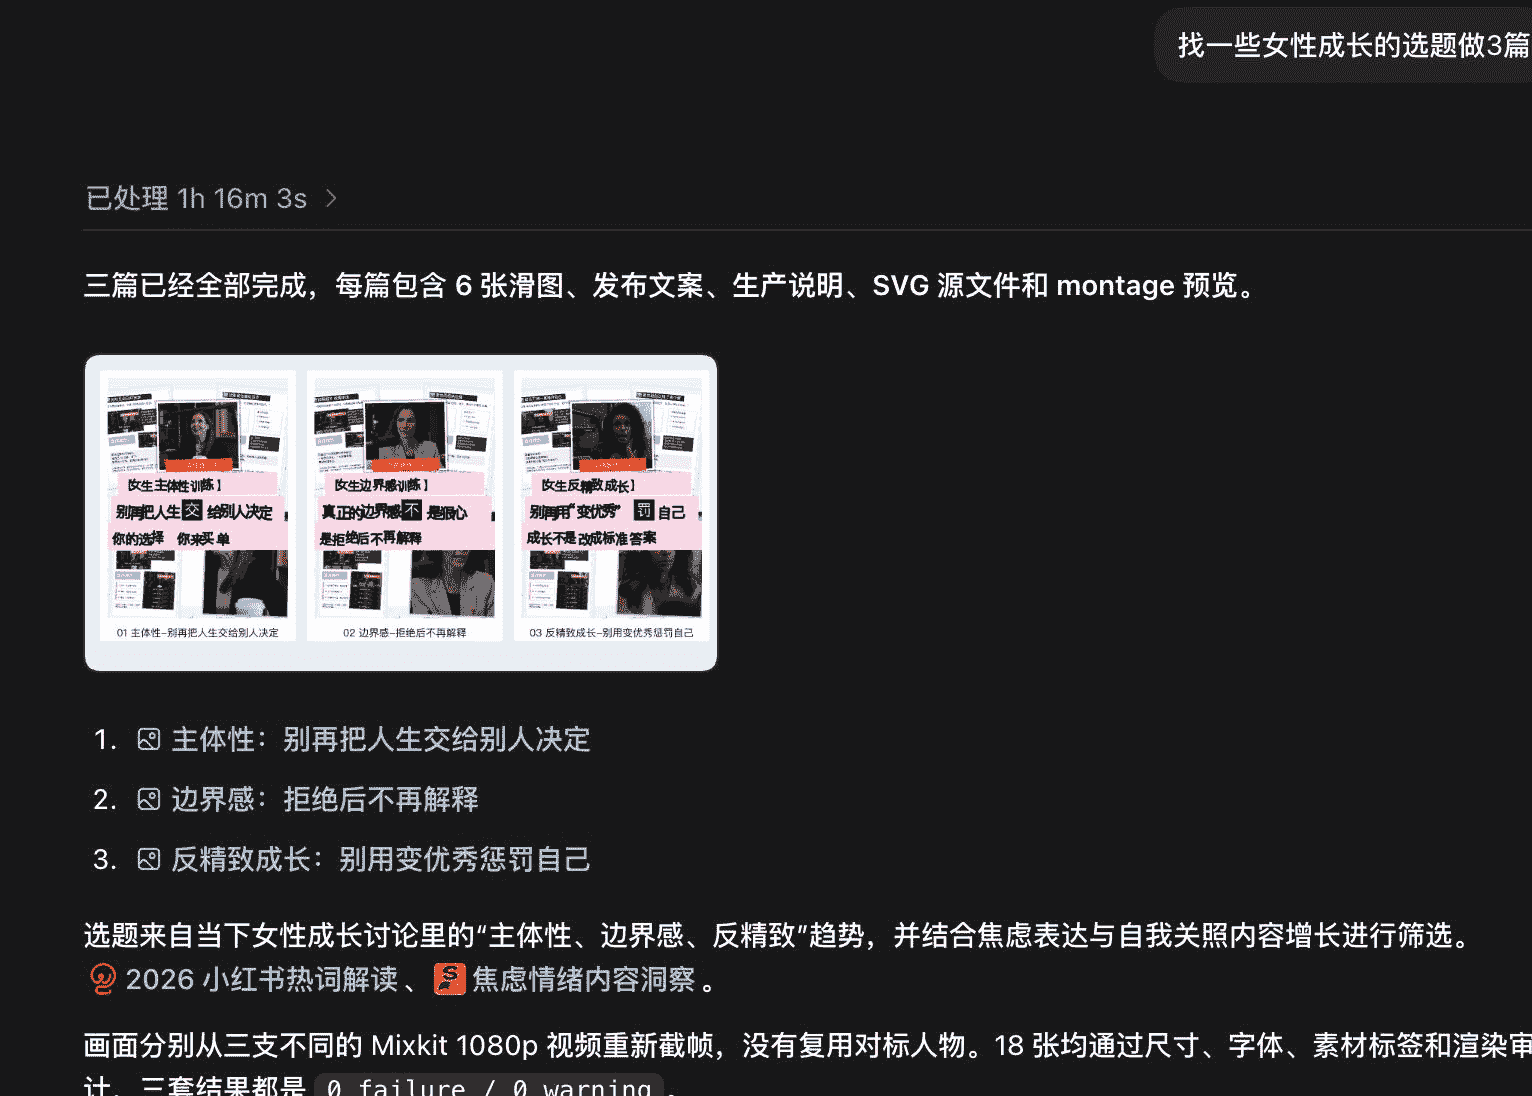 找一些女性成长的选题做3篇
已处理 1h 16m 3s
三篇已经全部完成，每篇包含 6 张滑图、发布文案、生产说明、SVG 源文件和 montage 预览。
【女生主体性训练】
别再把人生交给别人决定
你的选择 你来买单
01 主体性-别再把人生交给别人决定
【女生边界感训练】
真正的边界感不是狠心
是拒绝后不再解释
02 边界感-拒绝后不再解释
【女生反精致成长】
别再用“变优秀”罚自己
成长不是改成标准答案
03 反精致成长-别用变优秀惩罚自己
1. 主体性：别再把人生交给别人决定
2. 边界感：拒绝后不再解释
3. 反精致成长：别用变优秀惩罚自己
选题来自当下女性成长讨论里的“主体性、边界感、反精致”趋势，并结合焦虑表达与自我关照内容增长进行筛选。
2026 小红书热词解读、焦虑情绪内容洞察。
画面分别从三支不同的 Mixkit 1080p 视频重新截帧，没有复用对标人物。18 张均通过尺寸、字体、素材标签和渲染审
计，三套结果都是 0 failure / 0 warning。